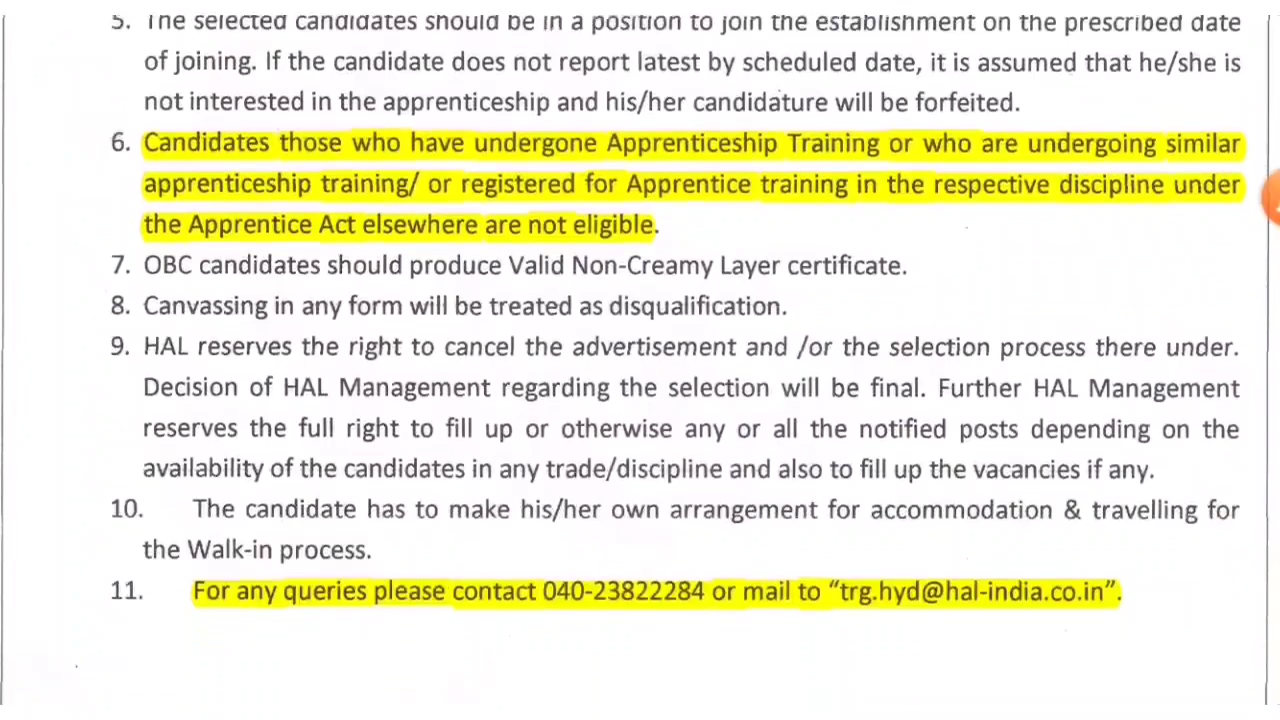 5. The selected candidates should be in a position to join the establishment on the prescribed date
of joining. If the candidate does not report latest by scheduled date, it is assumed that he/she is
not interested in the apprenticeship and his/her candidature will be forfeited.
6. Candidates those who have undergone Apprenticeship Training or who are undergoing similar
apprenticeship training/ or registered for Apprentice training in the respective discipline under
the Apprentice Act elsewhere are not eligible.
7. OBC candidates should produce Valid Non-Creamy Layer certificate.
8. Canvassing in any form will be treated as disqualification.
9. HAL reserves the right to cancel the advertisement and /or the selection process there under.
Decision of HAL Management regarding the selection will be final. Further HAL Management
reserves the full right to fill up or otherwise any or all the notified posts depending on the
availability of the candidates in any trade/discipline and also to fill up the vacancies if any.
10. The candidate has to make his/her own arrangement for accommodation & travelling for
the Walk-in process.
11. For any queries please contact 040-23822284 or mail to “trg.hyd@hal-india.co.in”.